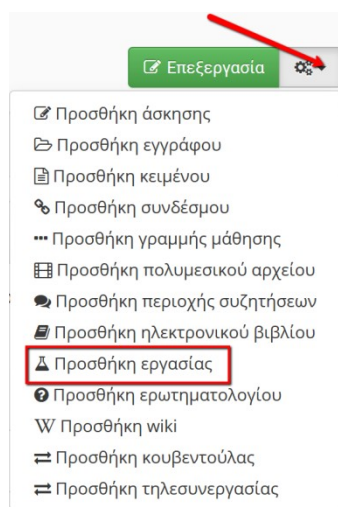 Επεξεργασία
Προσθήκη άσκησης
Προσθήκη εγγράφου
Προσθήκη κειμένου
Προσθήκη συνδέσμου
Προσθήκη γραμμής μάθησης
Προσθήκη πολυμεσικού αρχείου
Προσθήκη περιοχής συζητήσεων
Προσθήκη ηλεκτρονικού βιβλίου
Προσθήκη εργασίας
Προσθήκη ερωτηματολογίου
W Προσθήκη wiki
Προσθήκη κουβεντούλας
Προσθήκη τηλεσυνεργασίας